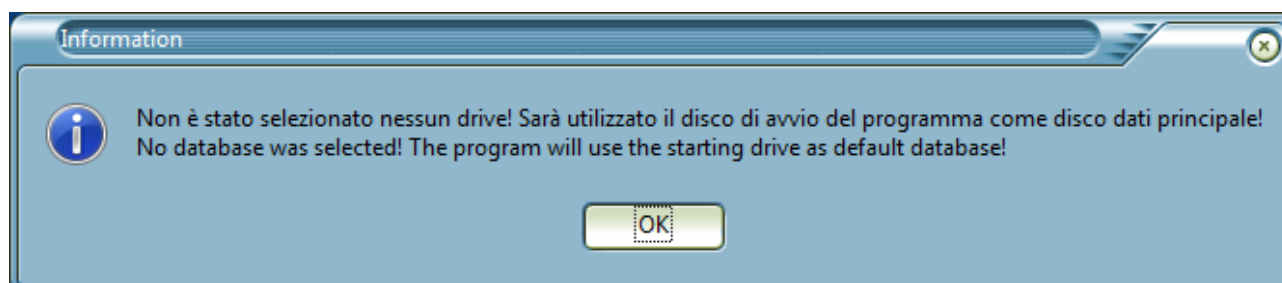 Information
Non è stato selezionato nessun drive! Sarà utilizzato il disco di avvio del programma come disco dati principale!
No database was selected! The program will use the starting drive as default database!
OK